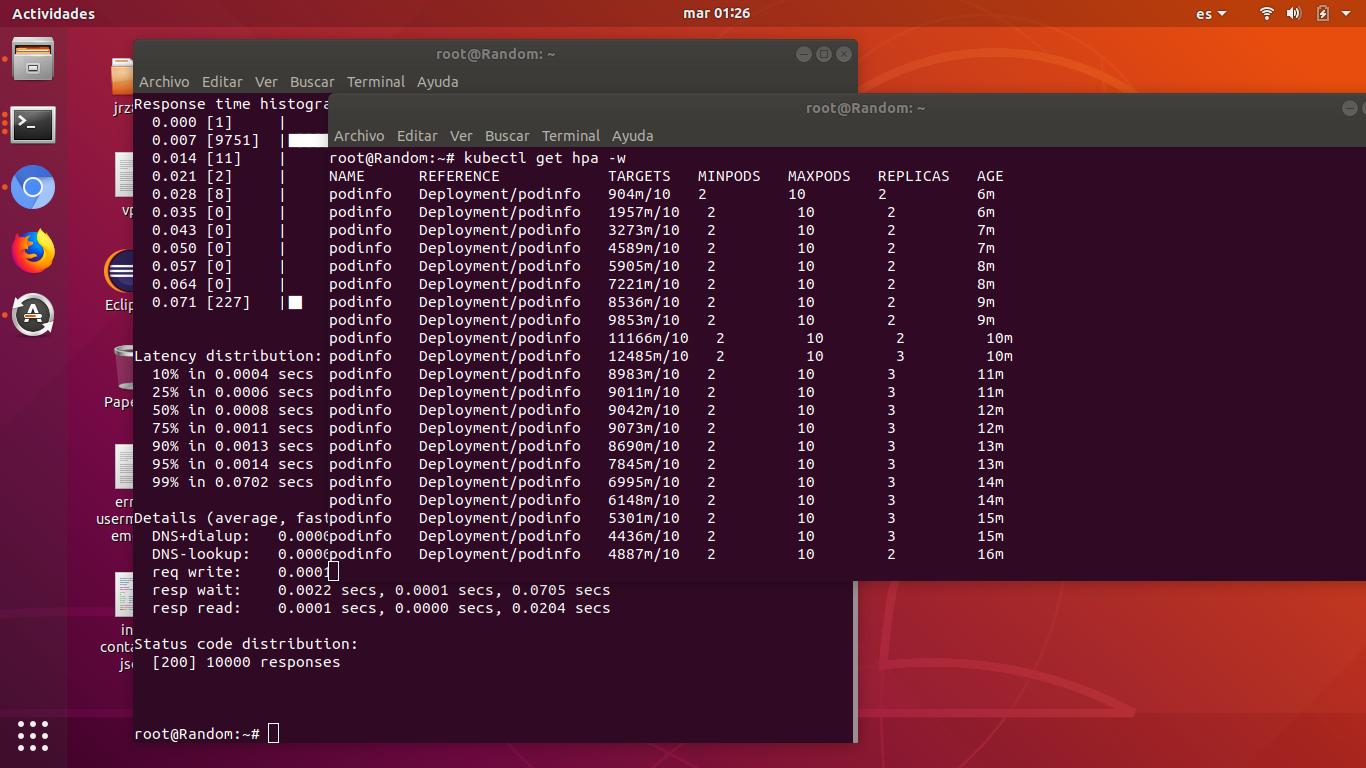 Actividades
mar 01:26
es
root@Random: ~
Archivo Editar Ver Buscar Terminal Ayuda
Response time histogra
0.000 [1] |
0.007 [9751] |
0.014 [11] |
0.021 [2] |
0.028 [8] |
0.035 [0] |
0.043 [0] |
0.050 [0] |
0.057 [0] |
0.064 [0] |
0.071 [227] |
Latency distribution:
10% in 0.0004 secs
25% in 0.0006 secs
50% in 0.0008 secs
75% in 0.0011 secs
90% in 0.0013 secs
95% in 0.0014 secs
99% in 0.0702 secs
Details (average, fast
DNS+dialup: 0.0000
DNS-lookup: 0.0000
req write: 0.0001
resp wait: 0.0022 secs, 0.0001 secs, 0.0705 secs
resp read: 0.0001 secs, 0.0000 secs, 0.0204 secs
Status code distribution:
[200] 10000 responses
root@Random:~#
root@Random: ~
Archivo Editar Ver Buscar Terminal Ayuda
root@Random:~# kubectl get hpa -w
NAME REFERENCE TARGETS MINPODS MAXPODS REPLICAS AGE
podinfo Deployment/podinfo 904m/10 2 10 2 6m
podinfo Deployment/podinfo 1957m/10 2 10 2 6m
podinfo Deployment/podinfo 3273m/10 2 10 2 7m
podinfo Deployment/podinfo 4589m/10 2 10 2 7m
podinfo Deployment/podinfo 5905m/10 2 10 2 8m
podinfo Deployment/podinfo 7221m/10 2 10 2 8m
podinfo Deployment/podinfo 8536m/10 2 10 2 9m
podinfo Deployment/podinfo 9853m/10 2 10 2 9m
podinfo Deployment/podinfo 11166m/10 2 10 2 10m
podinfo Deployment/podinfo 12485m/10 2 10 3 10m
podinfo Deployment/podinfo 8983m/10 2 10 3 11m
podinfo Deployment/podinfo 9011m/10 2 10 3 11m
podinfo Deployment/podinfo 9042m/10 2 10 3 12m
podinfo Deployment/podinfo 9073m/10 2 10 3 12m
podinfo Deployment/podinfo 8690m/10 2 10 3 13m
podinfo Deployment/podinfo 7845m/10 2 10 3 13m
podinfo Deployment/podinfo 6995m/10 2 10 3 14m
podinfo Deployment/podinfo 6148m/10 2 10 3 14m
podinfo Deployment/podinfo 5301m/10 2 10 3 15m
podinfo Deployment/podinfo 4436m/10 2 10 3 15m
podinfo Deployment/podinfo 4887m/10 2 10 2 16m
jrz
vp
Eclip
Pape
err
userm
em
in
conta
js